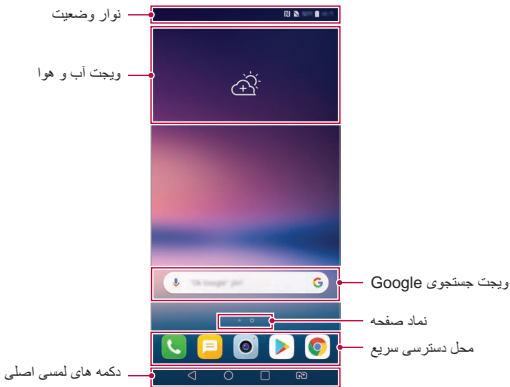 نوار وضعیت
ویجت آب و هوا
ویجت جستجوی Google
نماد صفحه
محل دسترسی سریع
دکمه های لمسی اصلی